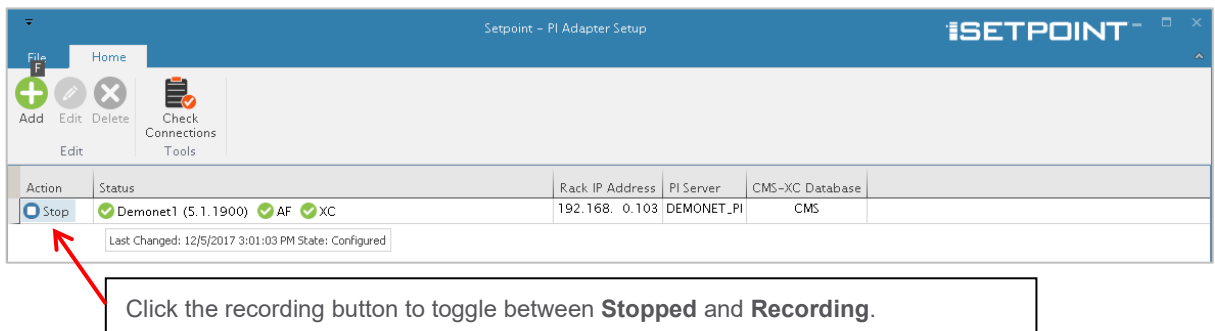 Setpoint – PI Adapter Setup
SETPOINT
File Home
F
Add Edit Delete Check Connections
Edit Tools
Action Status Rack IP Address PI Server CMS-XC Database
Stop Demonet1 (5.1.1900) AF XC 192.168. 0.103 DEMONET_PI CMS
Last Changed: 12/5/2017 3:01:03 PM State: Configured
Click the recording button to toggle between Stopped and Recording.